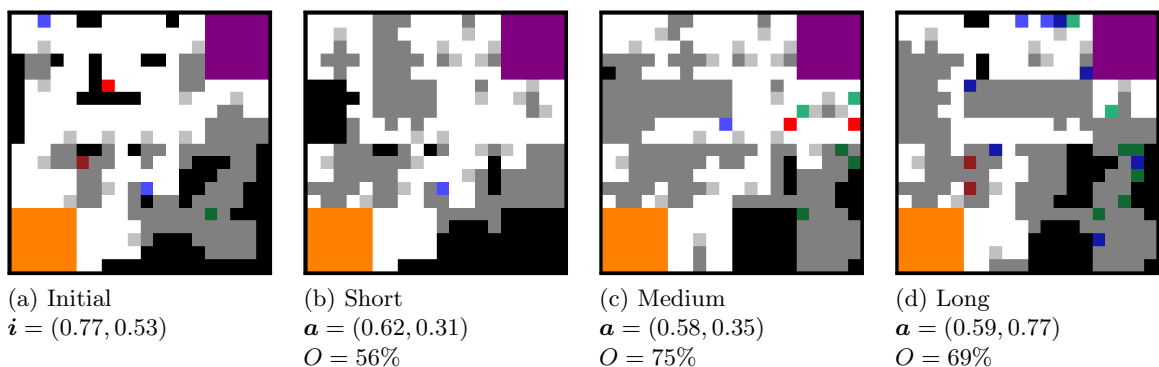 (a) Initial
i = (0.77, 0.53)
(b) Short
a = (0.62, 0.31)
O = 56%
(c) Medium
a = (0.58, 0.35)
O = 75%
(d) Long
a = (0.59, 0.77)
O = 69%